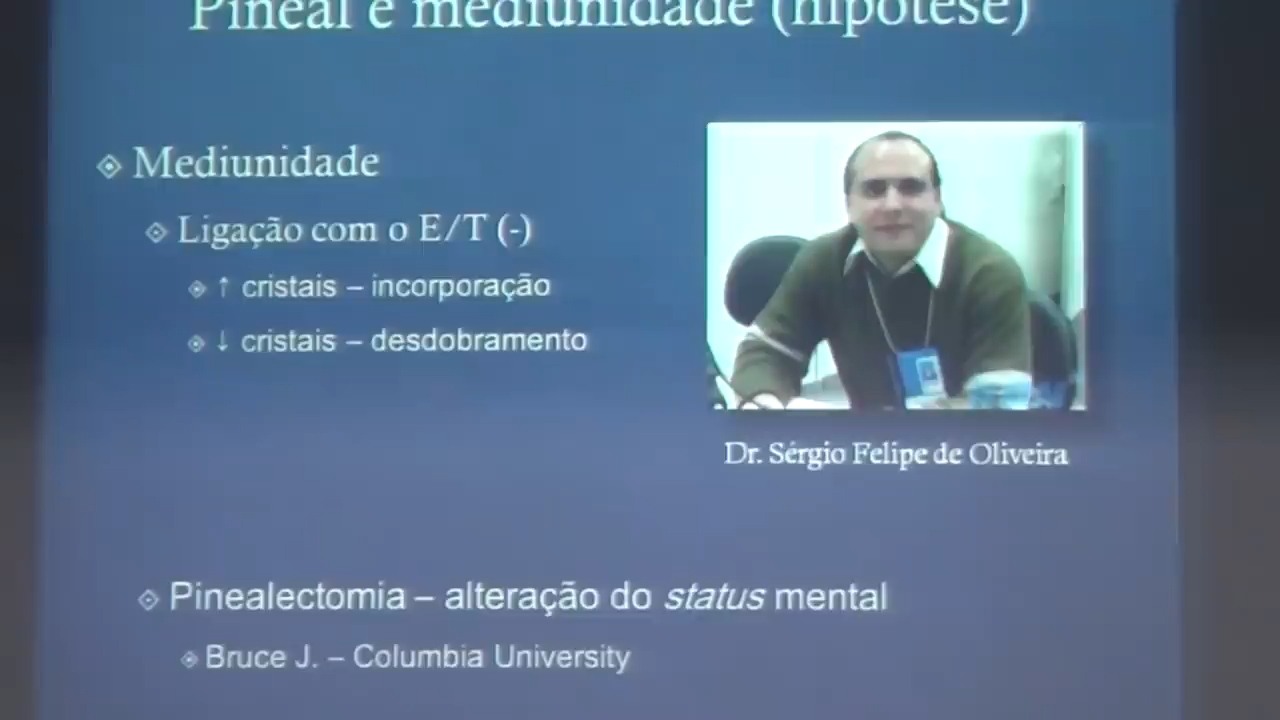 Pineal e mediunidade (hipótese)
Mediunidade
Ligação com o E/T (-)
↑ cristais – incorporação
↓ cristais – desdobramento
Dr. Sérgio Felipe de Oliveira
Pinealectomia – alteração do status mental
Bruce J. – Columbia University